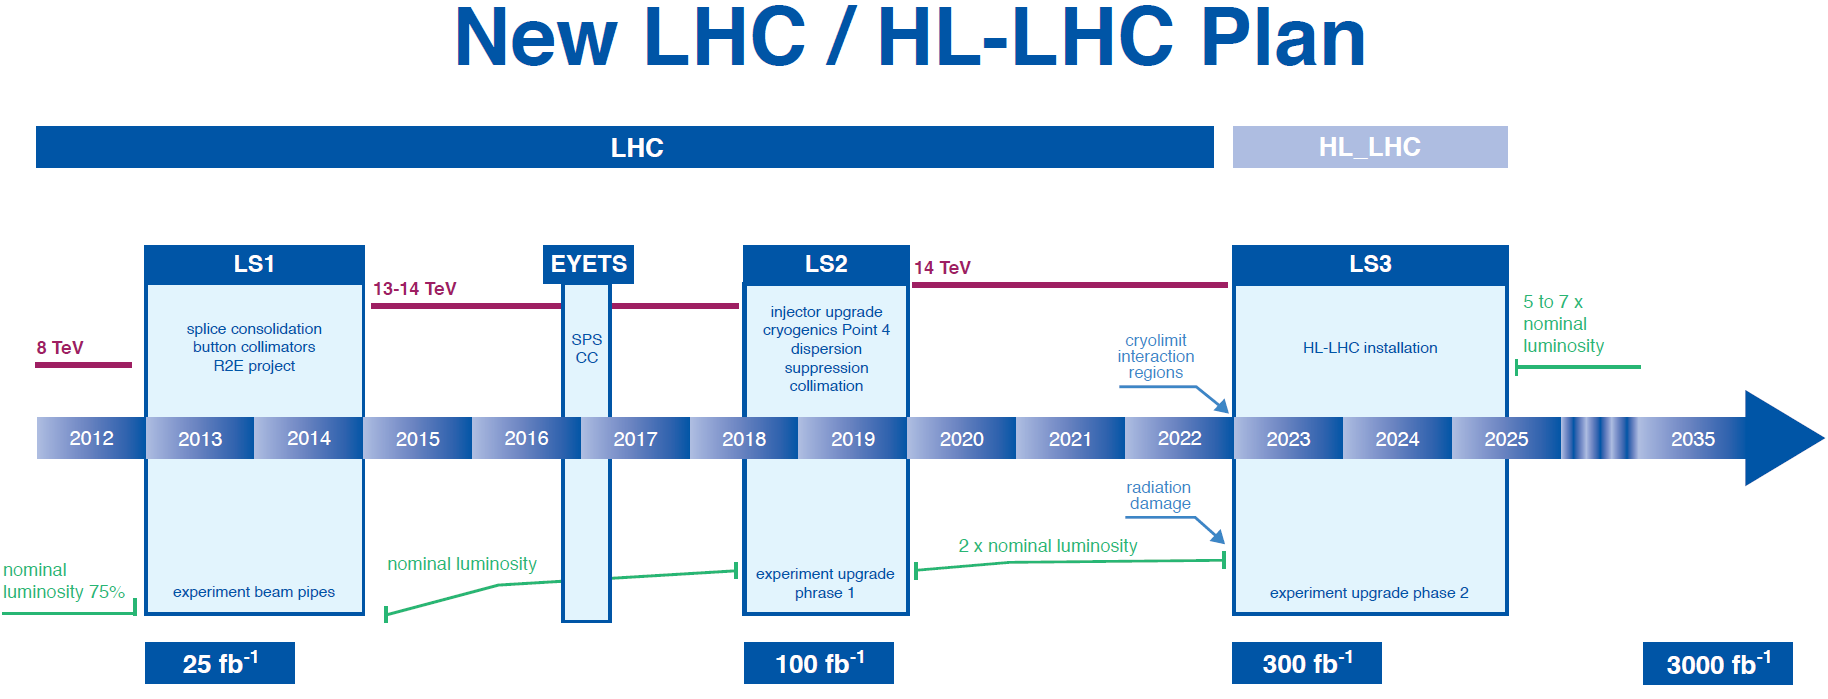 New LHC / HL-LHC Plan
LHC
HL_LHC
LS1
EYETS
LS2
14 TeV
LS3
13-14 TeV
8 TeV
splice consolidation
button collimators
R2E project
SPS
CC
injector upgrade
cryogenics Point 4
dispersion
suppression
collimation
cryolimit
interaction
regions
HL-LHC installation
5 to 7 x
nominal
luminosity
2012 2013 2014 2015 2016 2017 2018 2019 2020 2021 2022 2023 2024 2025 2035
radiation
damage
nominal
luminosity 75%
experiment beam pipes
nominal luminosity
experiment upgrade
phrase 1
2 x nominal luminosity
experiment upgrade phase 2
25 fb⁻¹
100 fb⁻¹
300 fb⁻¹
3000 fb⁻¹